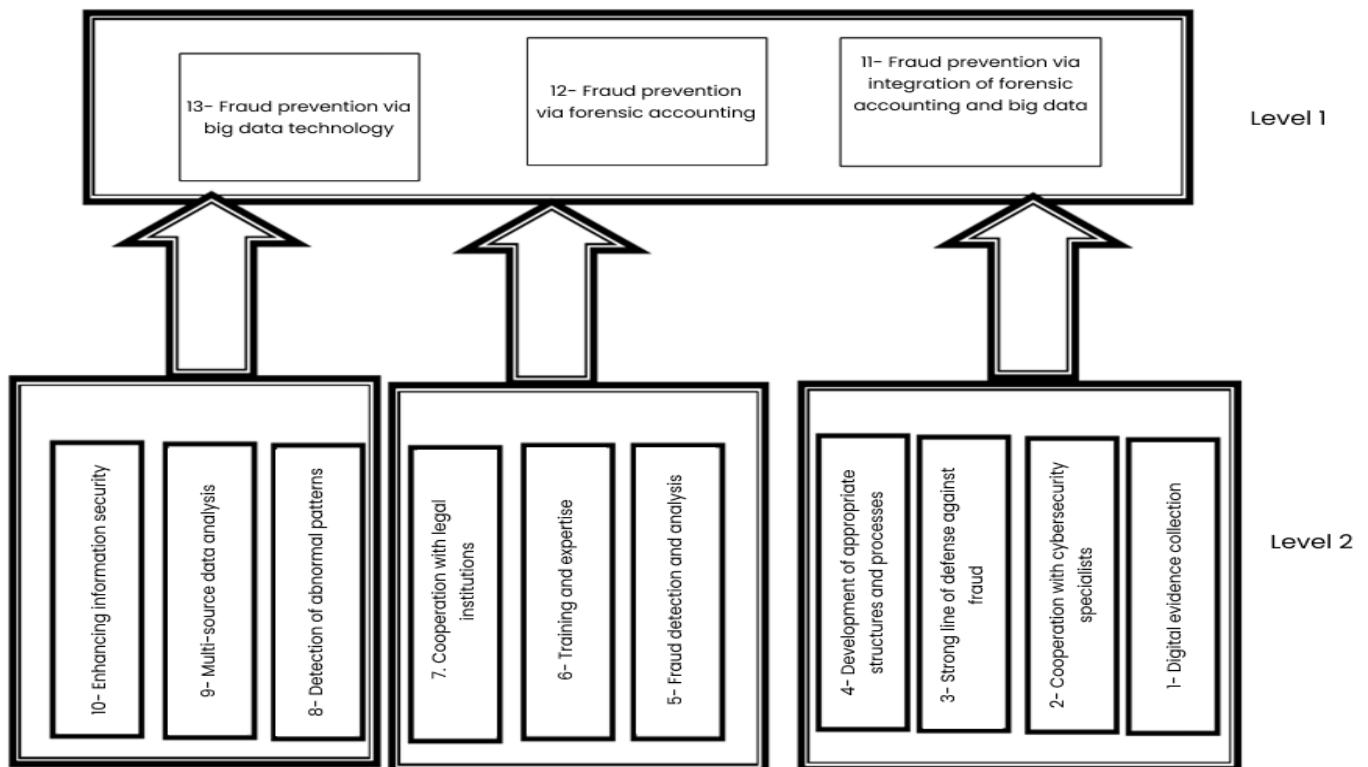 13- Fraud prevention via
big data technology
12- Fraud prevention
via forensic accounting
11- Fraud prevention via
integration of forensic
accounting and big data
Level 1
10- Enhancing information security
9- Multi-source data analysis
8- Detection of abnormal patterns
7. Cooperation with legal
institutions
6- Training and expertise
5- Fraud detection and analysis
4- Development of appropriate
structures and processes
3- Strong line of defense against
fraud
2- Cooperation with cybersecurity
specialists
1- Digital evidence collection
Level 2